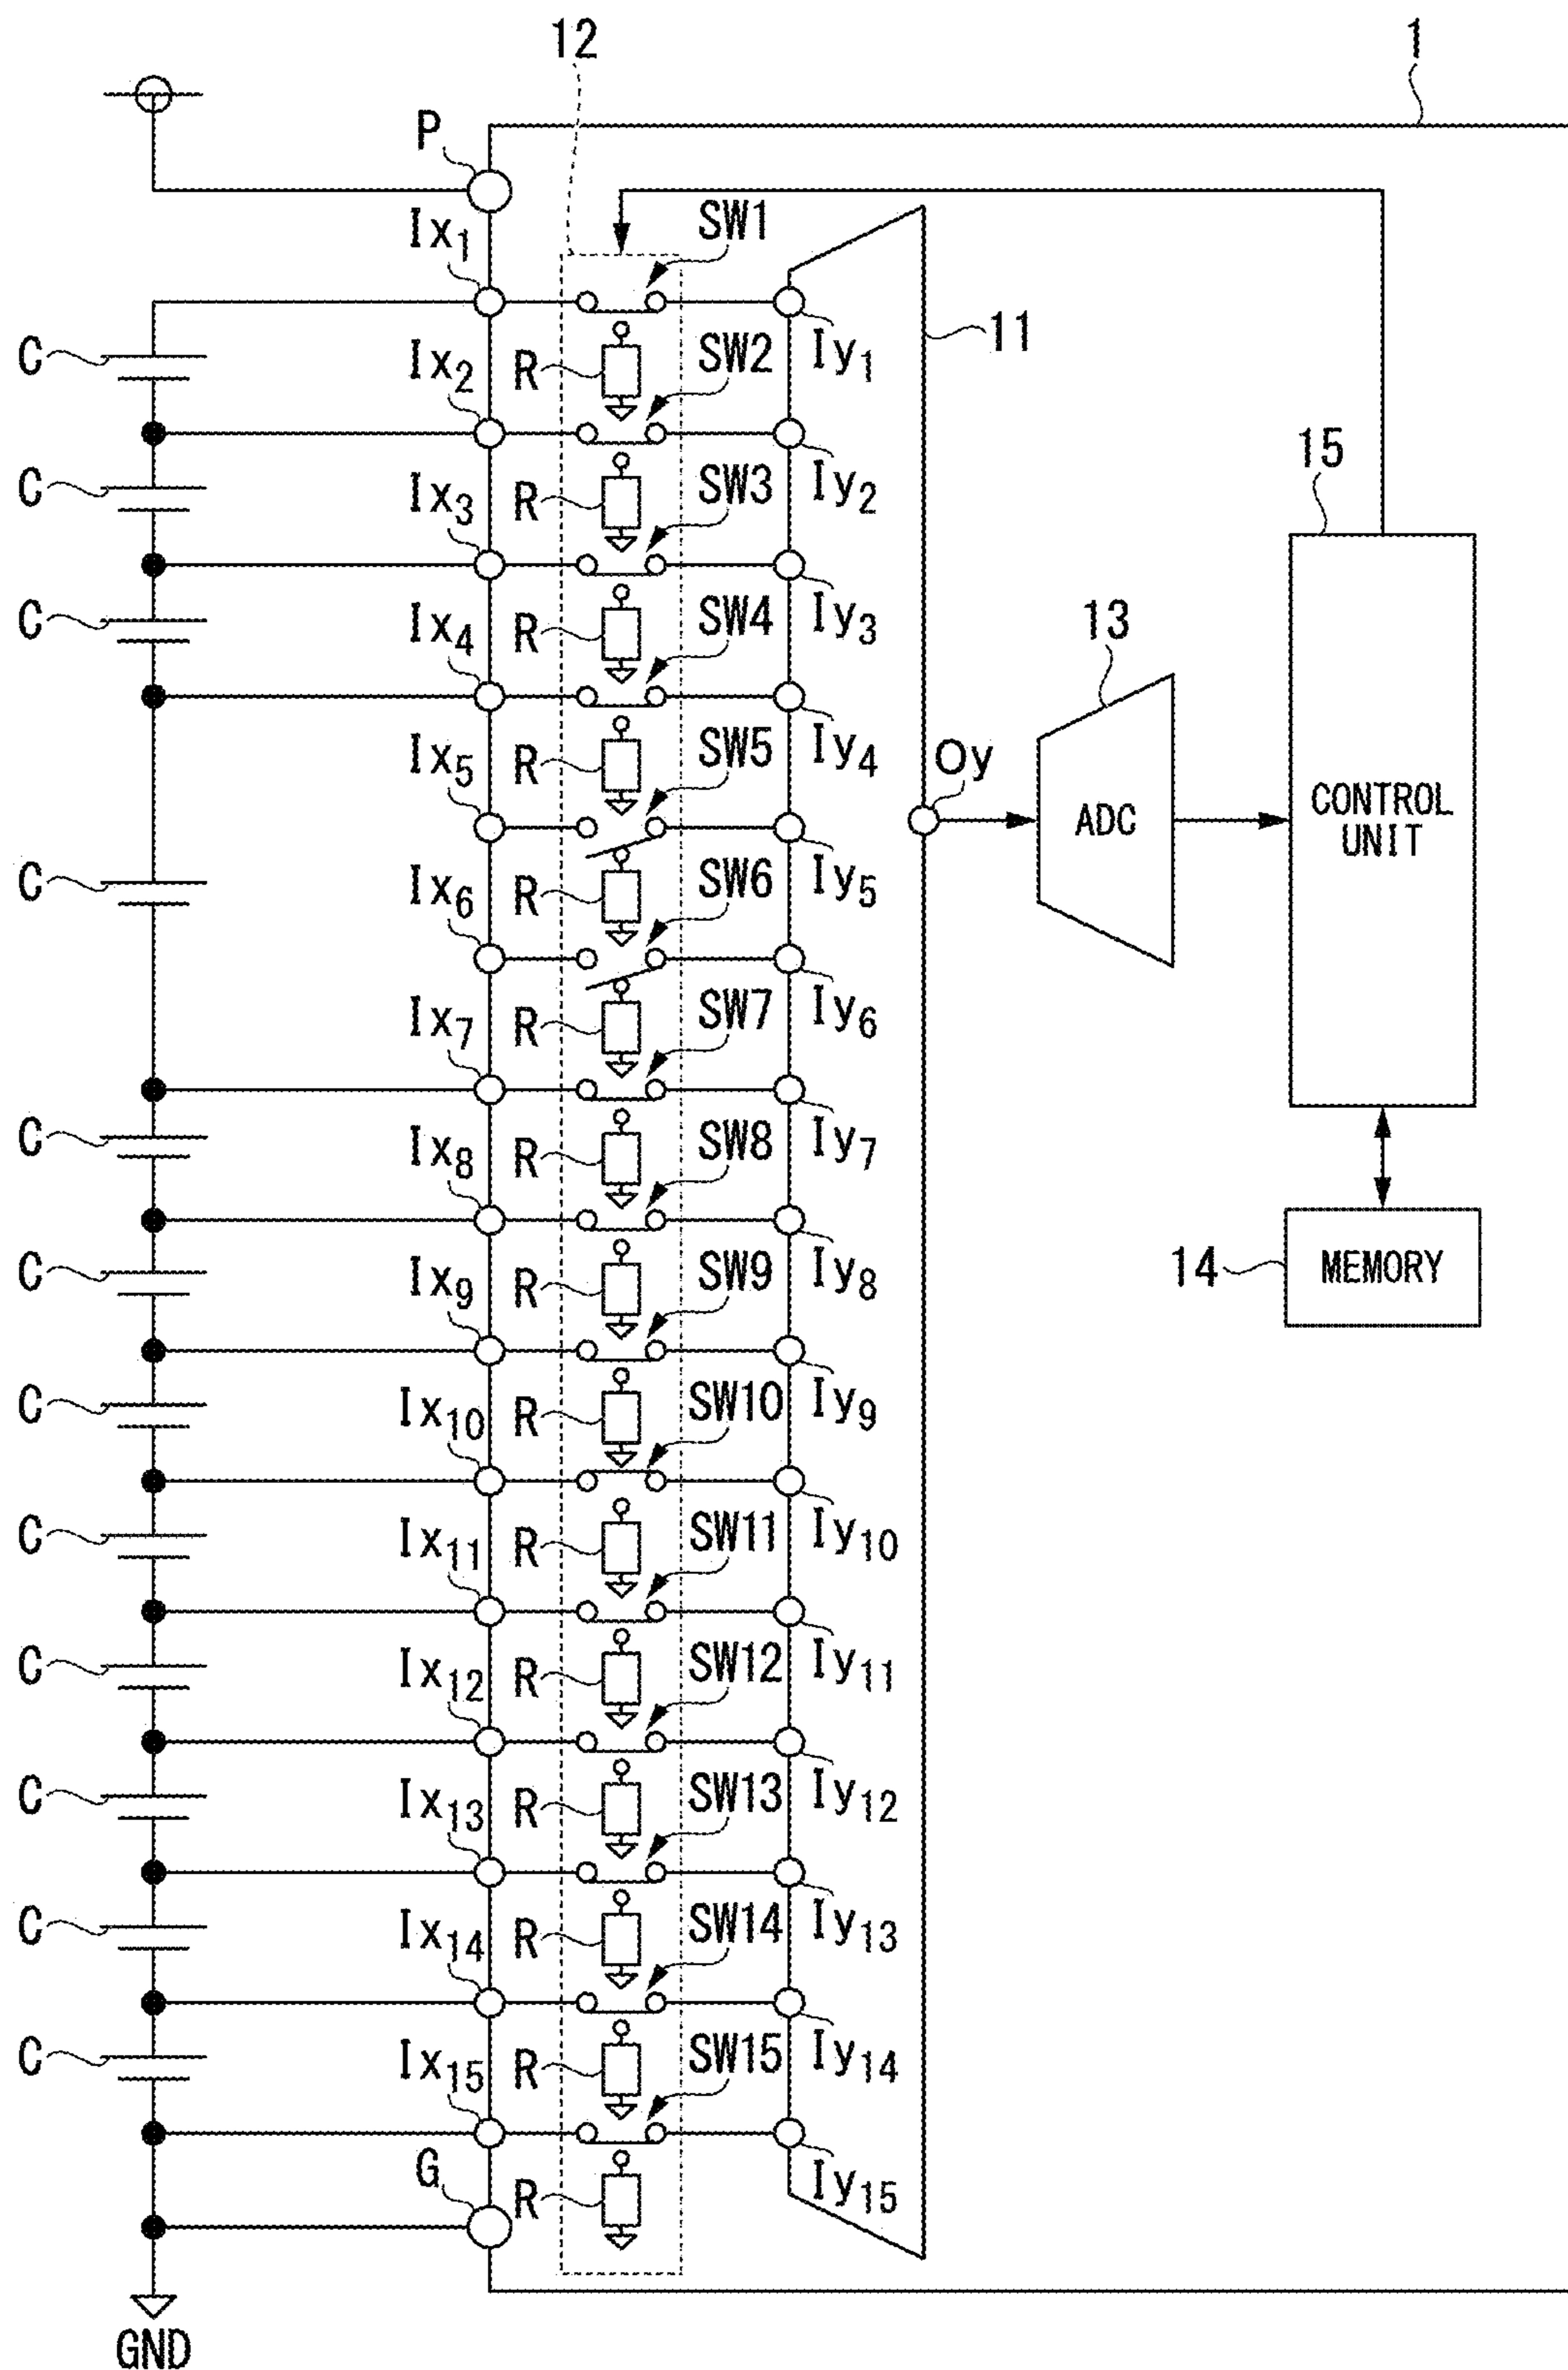 12
1
P
Ix1
SW1
C
Ix2
R
SW2
Iy1
11
C
Ix3
R
SW3
Iy2
15
C
Ix4
R
SW4
Iy3
13
Ix5
R
SW5
Iy4
Oy
ADC
CONTROL
UNIT
C
Ix6
R
SW6
Iy5
Ix7
R
SW7
Iy6
C
Ix8
R
SW8
Iy7
C
Ix9
R
SW9
Iy8
14
MEMORY
C
Ix10
R
SW10
Iy9
C
Ix11
R
SW11
Iy10
C
Ix12
R
SW12
Iy11
C
Ix13
R
SW13
Iy12
C
Ix14
R
SW14
Iy13
C
Ix15
R
SW15
Iy14
G
R
Iy15
GND